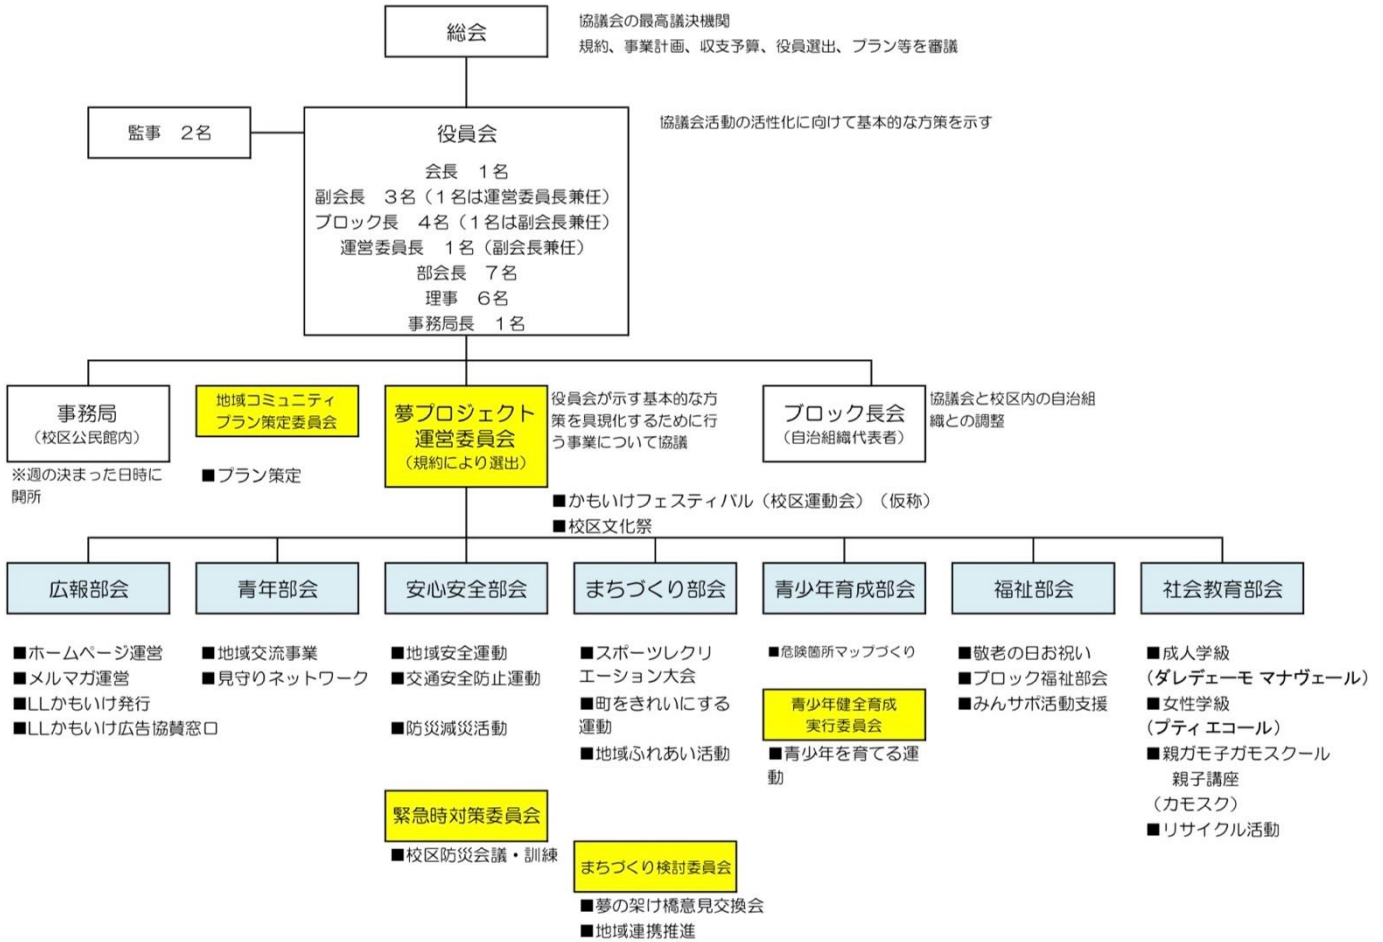 総会
協議会の最高議決機関
規約、事業計画、収支予算、役員選出、プラン等を審議
監事　２名
役員会
会長　１名
副会長　３名（１名は運営委員長兼任）
ブロック長　４名（１名は副会長兼任）
運営委員長　１名（副会長兼任）
部会長　７名
理事　６名
事務局長　１名
協議会活動の活性化に向けて基本的な方策を示す
事務局
（校区公民館内）
※週の決まった日時に
開所
地域コミュニティ
プラン策定委員会
■プラン策定
夢プロジェクト
運営委員会
（規約により選出）
役員会が示す基本的な方
策を具現化するために行
う事業について協議
■かもいけフェスティバル（校区運動会）（仮称）
■校区文化祭
ブロック長会
（自治組織代表者）
協議会と校区内の自治組
織との調整
広報部会
■ホームページ運営
■メルマガ運営
■LLかもいけ発行
■LLかもいけ広告協賛窓口
青年部会
■地域交流事業
■見守りネットワーク
安心安全部会
■地域安全運動
■交通安全防止運動
■防災減災活動
緊急時対策委員会
■校区防災会議・訓練
まちづくり部会
■スポーツレクリ
エーション大会
■町をきれいにする
運動
■地域ふれあい活動
まちづくり検討委員会
■夢の架け橋意見交換会
■地域連携推進
青少年育成部会
■危険箇所マップづくり
青少年健全育成
実行委員会
■青少年を育てる運
動
福祉部会
■敬老の日お祝い
■ブロック福祉部会
■みんサポ活動支援
社会教育部会
■成人学級
（ダレデェーモ マナヴェール）
■女性学級
（プティ エコール）
■親ガモ子ガモスクール
親子講座
（カモスク）
■リサイクル活動